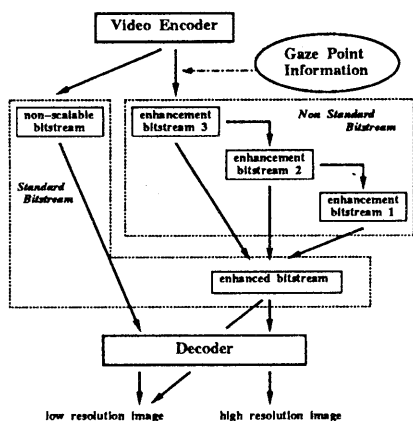 Video Encoder
Gaze Point
Information
non-scalable
bitstream
enhancement
bitstream 3
Non Standard
Bitstream
enhancement
bitstream 2
Standard
Bitstream
enhancement
bitstream 1
enhanced bitstream
Decoder
low resolution image
high resolution image